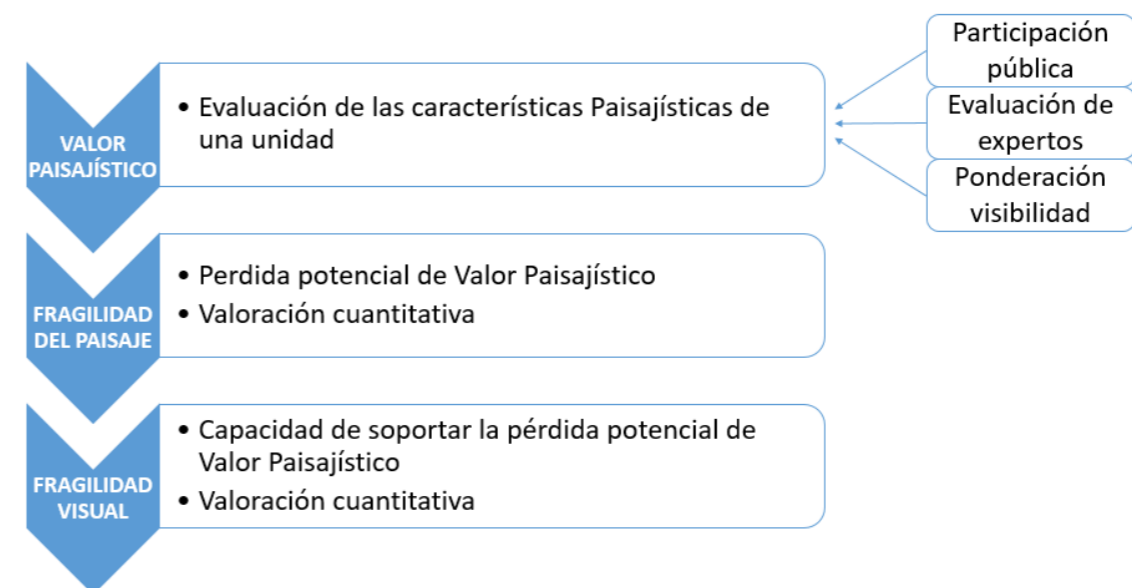 VALOR
PAISAJÍSTICO
• Evaluación de las características Paisajísticas de
una unidad
Participación
pública
Evaluación de
expertos
Ponderación
visibilidad
FRAGILIDAD
DEL PAISAJE
• Perdida potencial de Valor Paisajístico
• Valoración cuantitativa
FRAGILIDAD
VISUAL
• Capacidad de soportar la pérdida potencial de
Valor Paisajístico
• Valoración cuantitativa